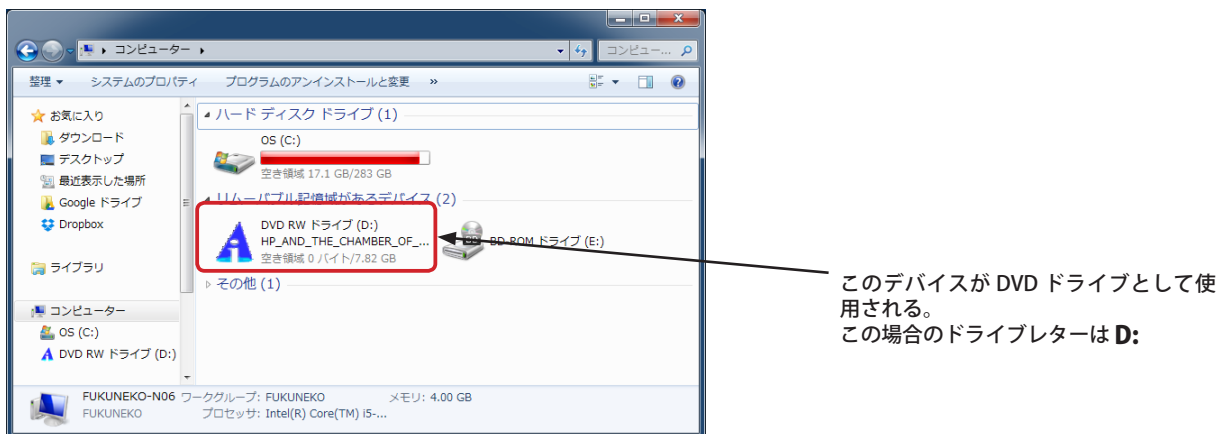 コンピューター
コンピュー...
整理
システムのプロパティ
プログラムのアンインストールと変更
»
お気に入り
ダウンロード
デスクトップ
最近表示した場所
Google ドライブ
Dropbox
ライブラリ
コンピューター
OS (C:)
DVD RW ドライブ (D:)
ハード ディスク ドライブ (1)
OS (C:)
空き領域 17.1 GB/283 GB
リムーバブル記憶域があるデバイス (2)
DVD RW ドライブ (D:)
HP_AND_THE_CHAMBER_OF_...
空き領域 0 バイト/7.82 GB
BD-ROM ドライブ (E:)
その他 (1)
FUKUNEKO-N06 ワークグループ: FUKUNEKO メモリ: 4.00 GB
FUKUNEKO プロセッサ: Intel(R) Core(TM) i5-...
このデバイスが DVD ドライブとして使
用される。
この場合のドライブレターは D: